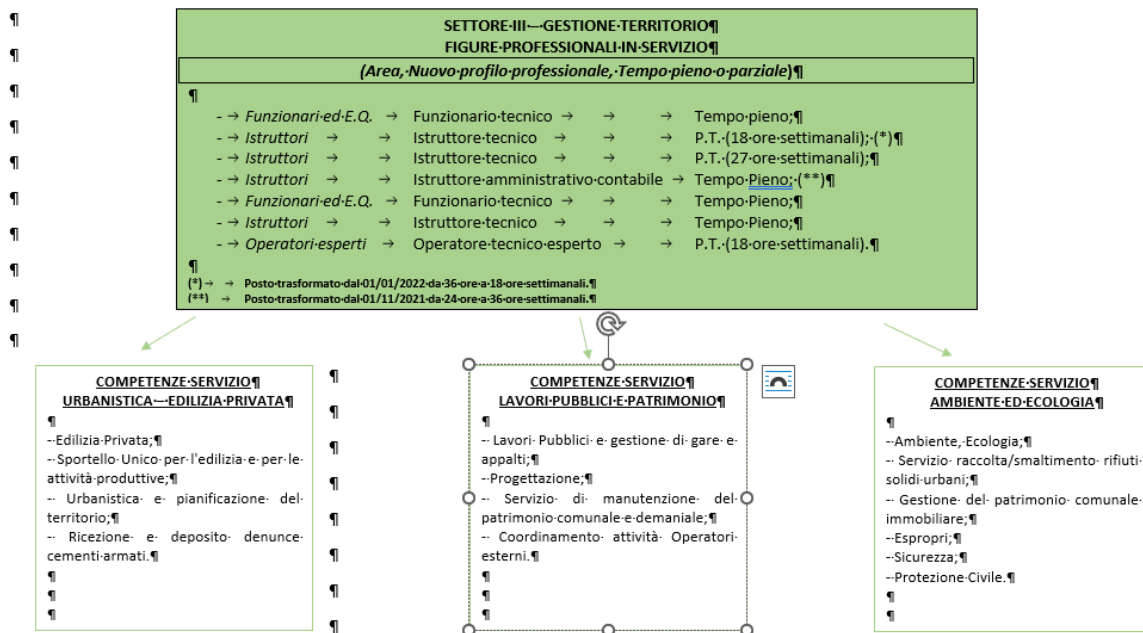 SETTORE III – GESTIONE TERRITORIO
FIGURE PROFESSIONALI IN SERVIZIO
(Area, Nuovo profilo professionale, Tempo pieno o parziale)
- Funzionari ed E.Q. Funzionario tecnico Tempo pieno;
- Istruttori Istruttore tecnico P.T. (18 ore settimanali); (*)
- Istruttori Istruttore tecnico P.T. (27 ore settimanali);
- Istruttori Istruttore amministrativo contabile Tempo Pieno; (**)
- Funzionari ed E.Q. Funzionario tecnico Tempo Pieno;
- Istruttori Istruttore tecnico Tempo Pieno;
- Operatori esperti Operatore tecnico esperto P.T. (18 ore settimanali).
(*) Posto trasformato dal 01/01/2022 da 36 ore a 18 ore settimanali.
(**) Posto trasformato dal 01/11/2021 da 24 ore a 36 ore settimanali.
COMPETENZE SERVIZIO
URBANISTICA – EDILIZIA PRIVATA
- Edilizia Privata;
- Sportello Unico per l'edilizia e per le
attività produttive;
- Urbanistica e pianificazione del
territorio;
- Ricezione e deposito denunce
cementi armati.
COMPETENZE SERVIZIO
LAVORI PUBBLICI E PATRIMONIO
- Lavori Pubblici e gestione di gare e
appalti;
- Progettazione;
- Servizio di manutenzione del
patrimonio comunale e demaniale;
- Coordinamento attività Operatori
esterni.
COMPETENZE SERVIZIO
AMBIENTE ED ECOLOGIA
- Ambiente, Ecologia;
- Servizio raccolta/smaltimento rifiuti
solidi urbani;
- Gestione del patrimonio comunale
immobiliare;
- Espropri;
- Sicurezza;
- Protezione Civile.